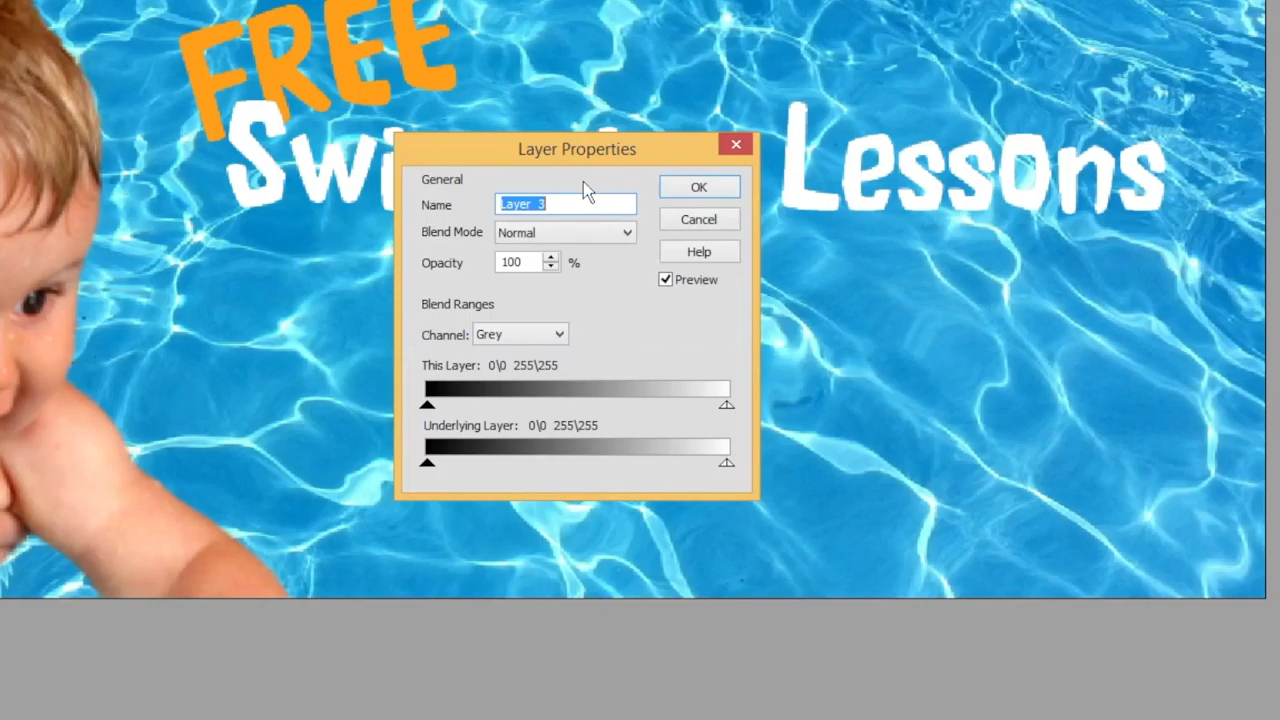 FREE
Swi
Lessons
Layer Properties
General
OK
Name
Layer 3
Cancel
Blend Mode
Normal
Help
Opacity
100
%
Preview
Blend Ranges
Channel:
Grey
This Layer: 0\0 255\255
Underlying Layer: 0\0 255\255